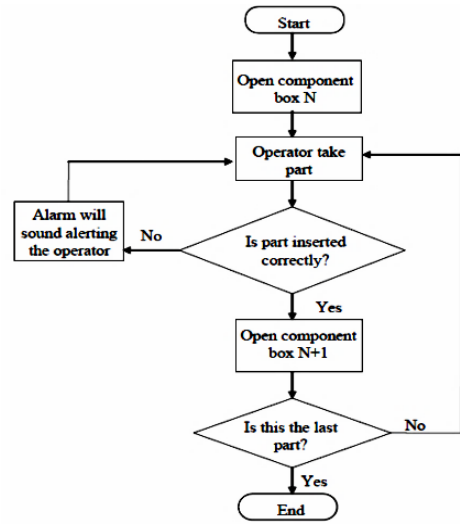 Start
Open component
box N
Operator take
part
Alarm will
sound alerting
the operator
No
Is part inserted
correctly?
Yes
Open component
box N+1
Is this the last
part?
No
Yes
End